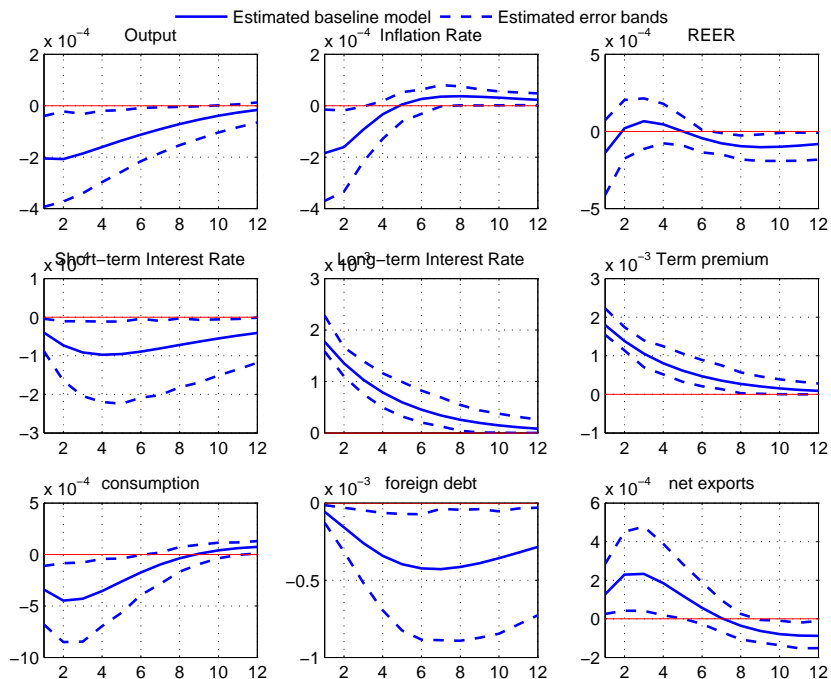 Estimated baseline model Estimated error bands
Output
x 10⁻⁴
2
0
−2
−4
2 4 6 8 10 12
Inflation Rate
x 10⁻⁴
2
0
−2
−4
2 4 6 8 10 12
REER
x 10⁻⁴
5
0
−5
2 4 6 8 10 12
Short−term Interest Rate
1
0
−1
−2
−3
2 4 6 8 10 12
Long−term Interest Rate
x 10⁻³
3
2
1
0
2 4 6 8 10 12
Term premium
x 10⁻³
3
2
1
0
−1
2 4 6 8 10 12
consumption
x 10⁻⁴
5
0
−5
−10
2 4 6 8 10 12
foreign debt
x 10⁻³
0
−0.5
−1
2 4 6 8 10 12
net exports
x 10⁻⁴
6
4
2
0
−2
2 4 6 8 10 12